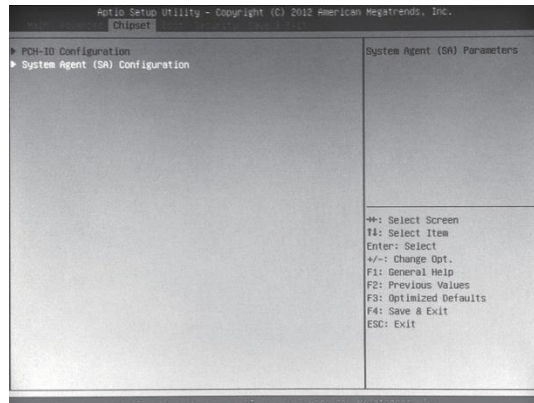 Aptio Setup Utility - Copyright (C) 2012 American Megatrends, Inc.
Chipset
PCH-IO Configuration
System Agent (SA) Configuration
System Agent (SA) Parameters
→←: Select Screen
↑↓: Select Item
Enter: Select
+/-: Change Opt.
F1: General Help
F2: Previous Values
F3: Optimized Defaults
F4: Save & Exit
ESC: Exit